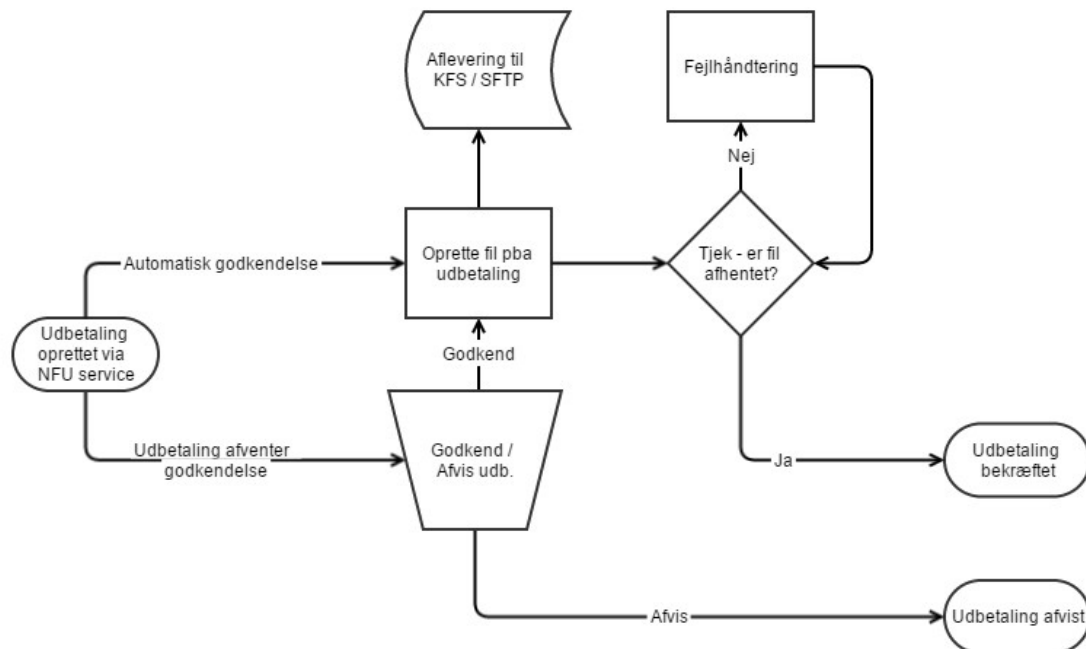 Aflevering til
KFS / SFTP
Fejlhåndtering
Nej
Automatisk godkendelse
Oprette fil pba
udbetaling
Tjek - er fil
afhentet?
Udbetaling
oprettet via
NFU service
Godkend
Udbetaling afventer
godkendelse
Godkend /
Afvis udb.
Ja
Udbetaling
bekræftet
Afvis
Udbetaling afvist